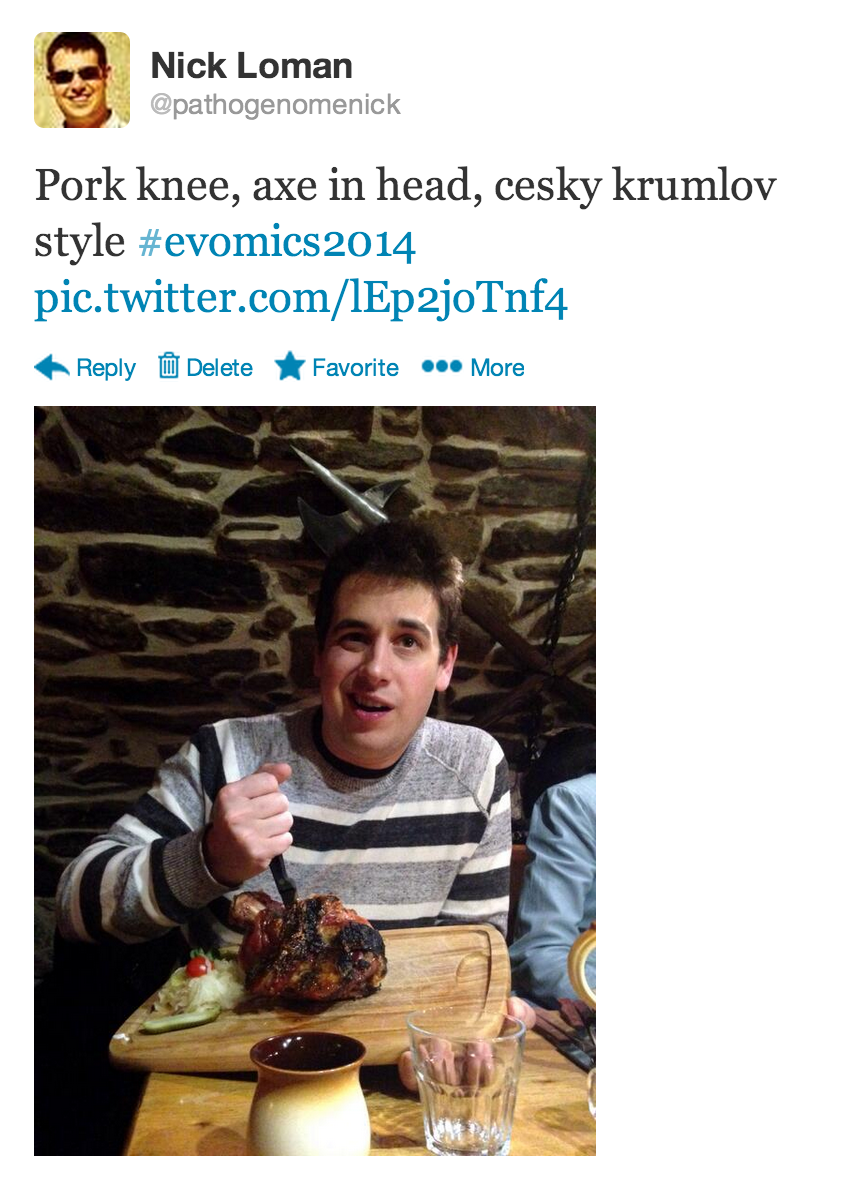 Nick Loman
@pathogenomenick
Pork knee, axe in head, cesky krumlov
style #evomics2014
pic.twitter.com/lEp2joTnf4
Reply Delete Favorite More